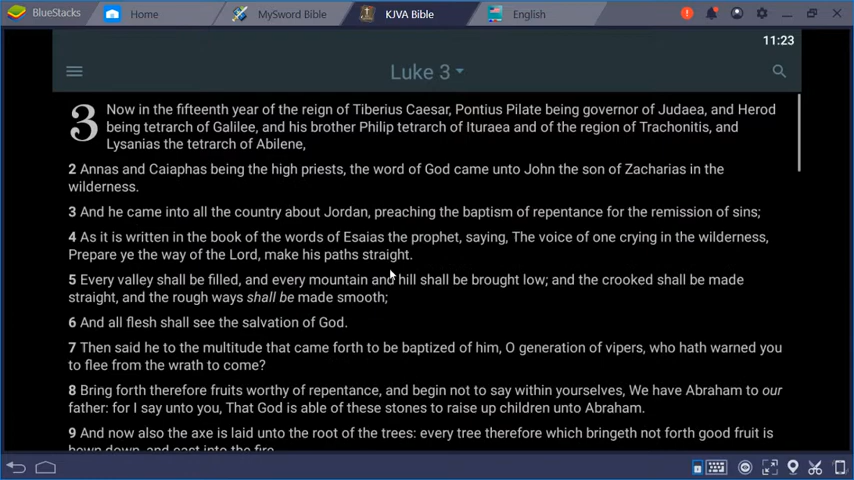 BlueStacks
Home
MySword Bible
KJVA Bible
English
11:23
Luke 3
3 Now in the fifteenth year of the reign of Tiberius Caesar, Pontius Pilate being governor of Judaea, and Herod
being tetrarch of Galilee, and his brother Philip tetrarch of Ituraea and of the region of Trachonitis, and
Lysanias the tetrarch of Abilene,
2 Annas and Caiaphas being the high priests, the word of God came unto John the son of Zacharias in the
wilderness.
3 And he came into all the country about Jordan, preaching the baptism of repentance for the remission of sins;
4 As it is written in the book of the words of Esaias the prophet, saying, The voice of one crying in the wilderness,
Prepare ye the way of the Lord, make his paths straight.
5 Every valley shall be filled, and every mountain and hill shall be brought low; and the crooked shall be made
straight, and the rough ways shall be made smooth;
6 And all flesh shall see the salvation of God.
7 Then said he to the multitude that came forth to be baptized of him, O generation of vipers, who hath warned you
to flee from the wrath to come?
8 Bring forth therefore fruits worthy of repentance, and begin not to say within yourselves, We have Abraham to our
father: for I say unto you, That God is able of these stones to raise up children unto Abraham.
9 And now also the axe is laid unto the root of the trees: every tree therefore which bringeth not forth good fruit is
hewn down, and cast into the fire.